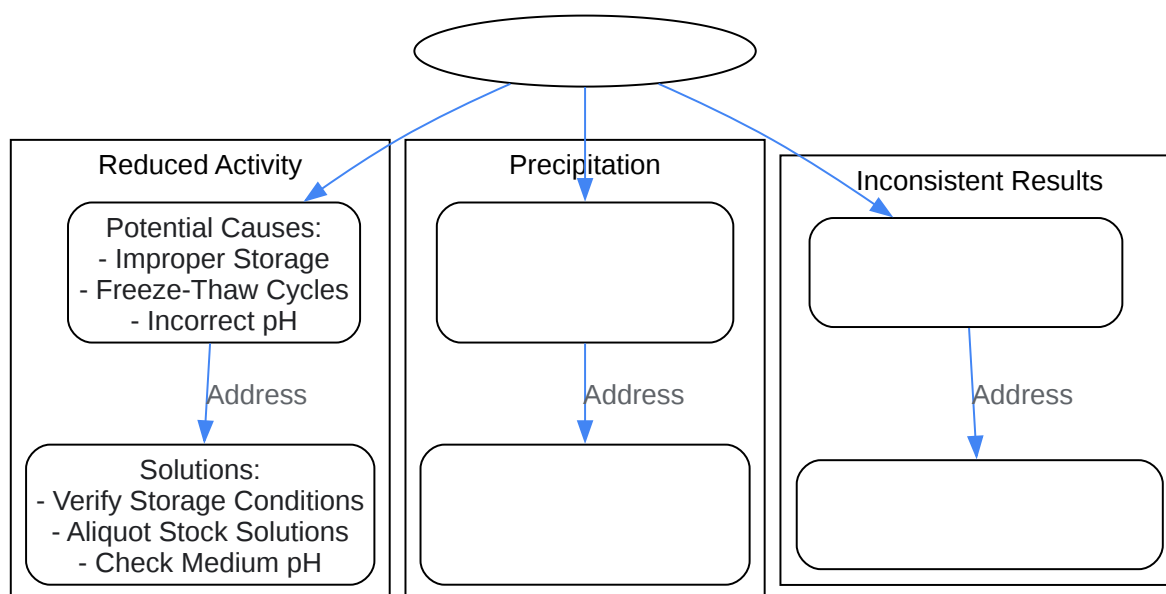 Reduced Activity
Potential Causes:
- Improper Storage
- Freeze-Thaw Cycles
- Incorrect pH
Address
Solutions:
- Verify Storage Conditions
- Aliquot Stock Solutions
- Check Medium pH
Precipitation
Address
Inconsistent Results
Address